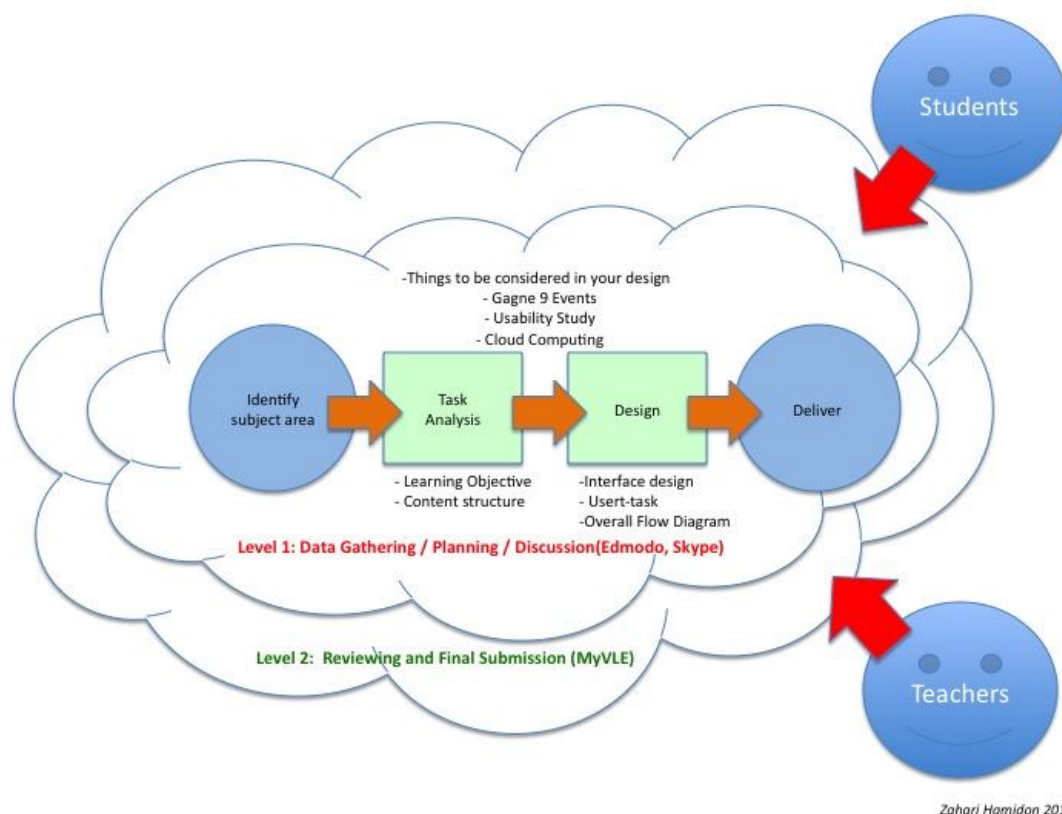 Students
-Things to be considered in your design
- Gagne 9 Events
- Usability Study
- Cloud Computing
Identify
subject area
Task
Analysis
Design
Deliver
- Learning Objective
- Content structure
-Interface design
- Usert-task
-Overall Flow Diagram
Level 1: Data Gathering / Planning / Discussion(Edmodo, Skype)
Level 2:  Reviewing and Final Submission (MyVLE)
Teachers
Zahari Hamidon